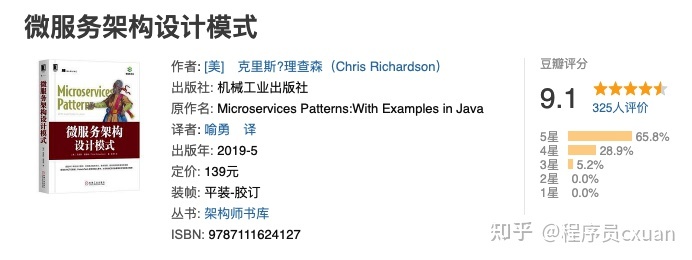 微服务架构设计模式
Microservices
Patterns
微服务架构
设计模式
作者: [美] 克里斯?理查森（Chris Richardson）
出版社: 机械工业出版社
原作名: Microservices Patterns:With Examples in Java
译者: 喻勇 译
出版年: 2019-5
定价: 139元
装帧: 平装-胶订
丛书: 架构师书库
ISBN: 9787111624127
豆瓣评分
9.1
325人评价
5星 65.8%
4星 28.9%
3星 5.2%
2星 0.0%
1星 0.0%
知乎 @程序员cxuan